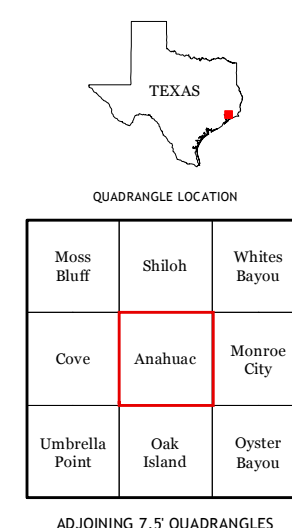 TEXAS
QUADRANGLE LOCATION
Moss
Bluff
Shiloh
Whites
Bayou
Cove
Anahuac
Monroe
City
Umbrella
Point
Oak
Island
Oyster
Bayou
ADJOINING 7.5' QUADRANGLES